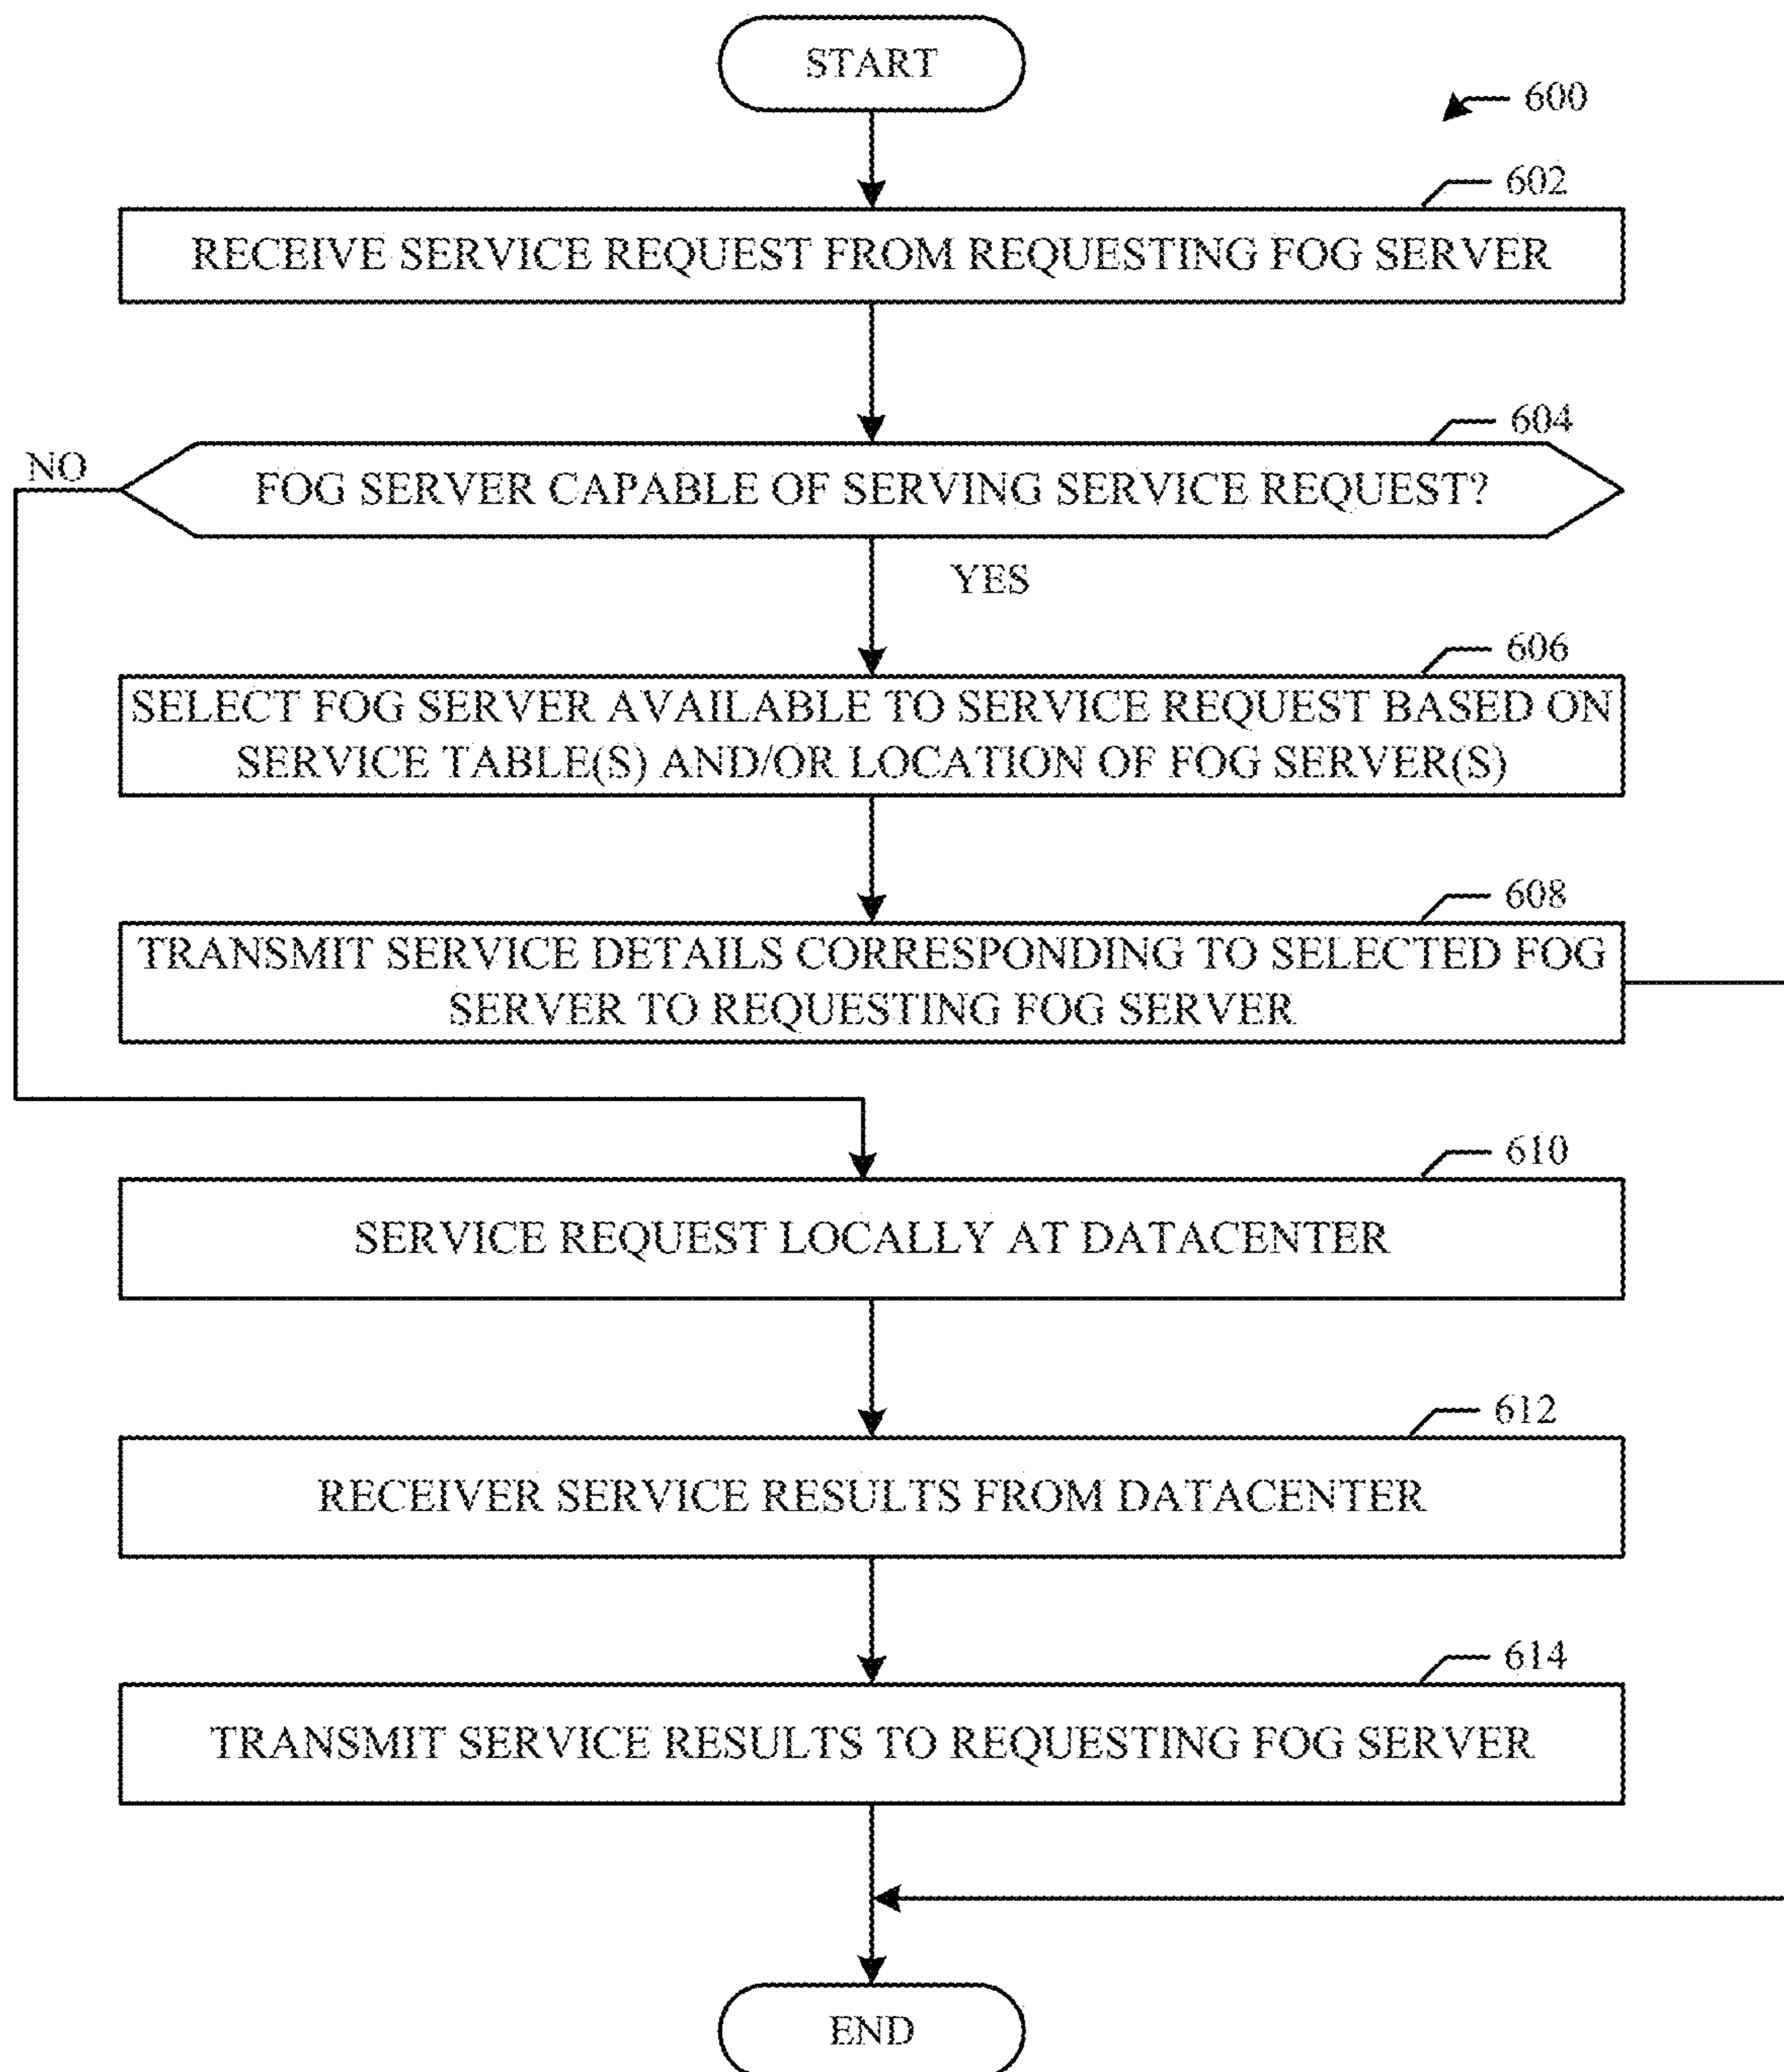 START
600
602
RECEIVE SERVICE REQUEST FROM REQUESTING FOG SERVER
604
NO
FOG SERVER CAPABLE OF SERVING SERVICE REQUEST?
YES
606
SELECT FOG SERVER AVAILABLE TO SERVICE REQUEST BASED ON
SERVICE TABLE(S) AND/OR LOCATION OF FOG SERVER(S)
608
TRANSMIT SERVICE DETAILS CORRESPONDING TO SELECTED FOG
SERVER TO REQUESTING FOG SERVER
610
SERVICE REQUEST LOCALLY AT DATACENTER
612
RECEIVER SERVICE RESULTS FROM DATACENTER
614
TRANSMIT SERVICE RESULTS TO REQUESTING FOG SERVER
END